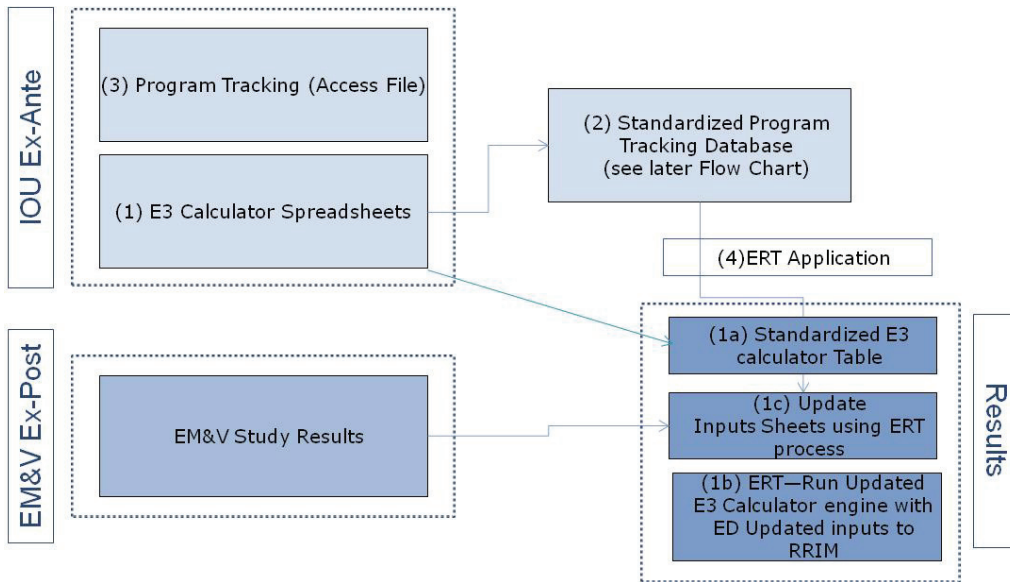 IOU Ex-Ante
(3) Program Tracking (Access File)
(1) E3 Calculator Spreadsheets
(2) Standardized Program
Tracking Database
(see later Flow Chart)
(4)ERT Application
EM&V Ex-Post
EM&V Study Results
(1a) Standardized E3
calculator Table
(1c) Update
Inputs Sheets using ERT
process
(1b) ERT—Run Updated
E3 Calculator engine with
ED Updated inputs to
RRIM
Results